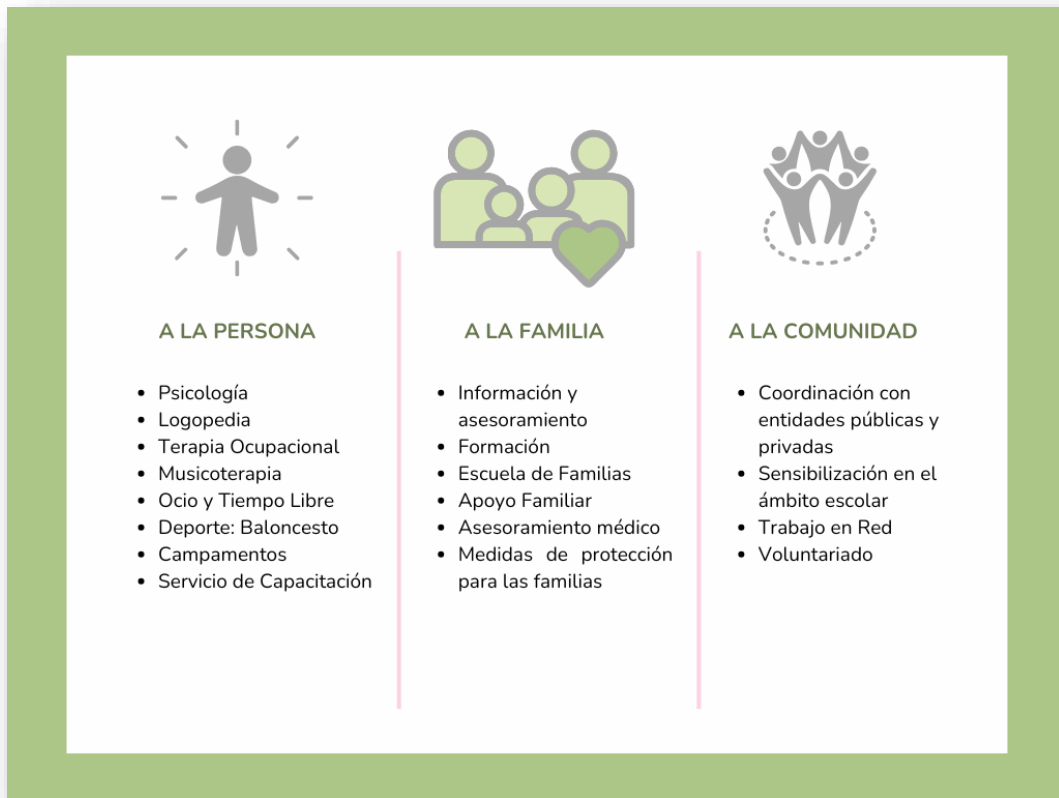 A LA PERSONA
• Psicología
• Logopedia
• Terapia Ocupacional
• Musicoterapia
• Ocio y Tiempo Libre
• Deporte: Baloncesto
• Campamentos
• Servicio de Capacitación
A LA FAMILIA
• Información y
asesoramiento
• Formación
• Escuela de Familias
• Apoyo Familiar
• Asesoramiento médico
• Medidas de protección
para las familias
A LA COMUNIDAD
• Coordinación con
entidades públicas y
privadas
• Sensibilización en el
ámbito escolar
• Trabajo en Red
• Voluntariado